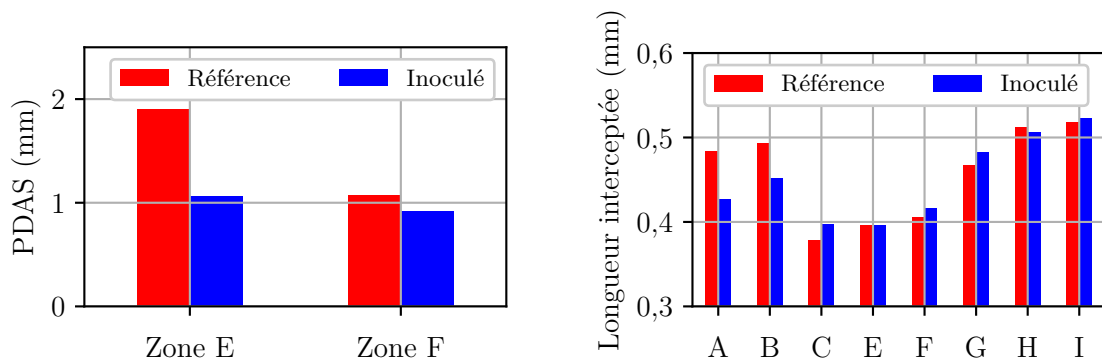 PDAS (mm)
2
1
0
Référence
Inoculé
Zone E
Zone F
Longueur interceptée (mm)
0,6
0,5
0,4
0,3
Référence
Inoculé
A B C E F G H I